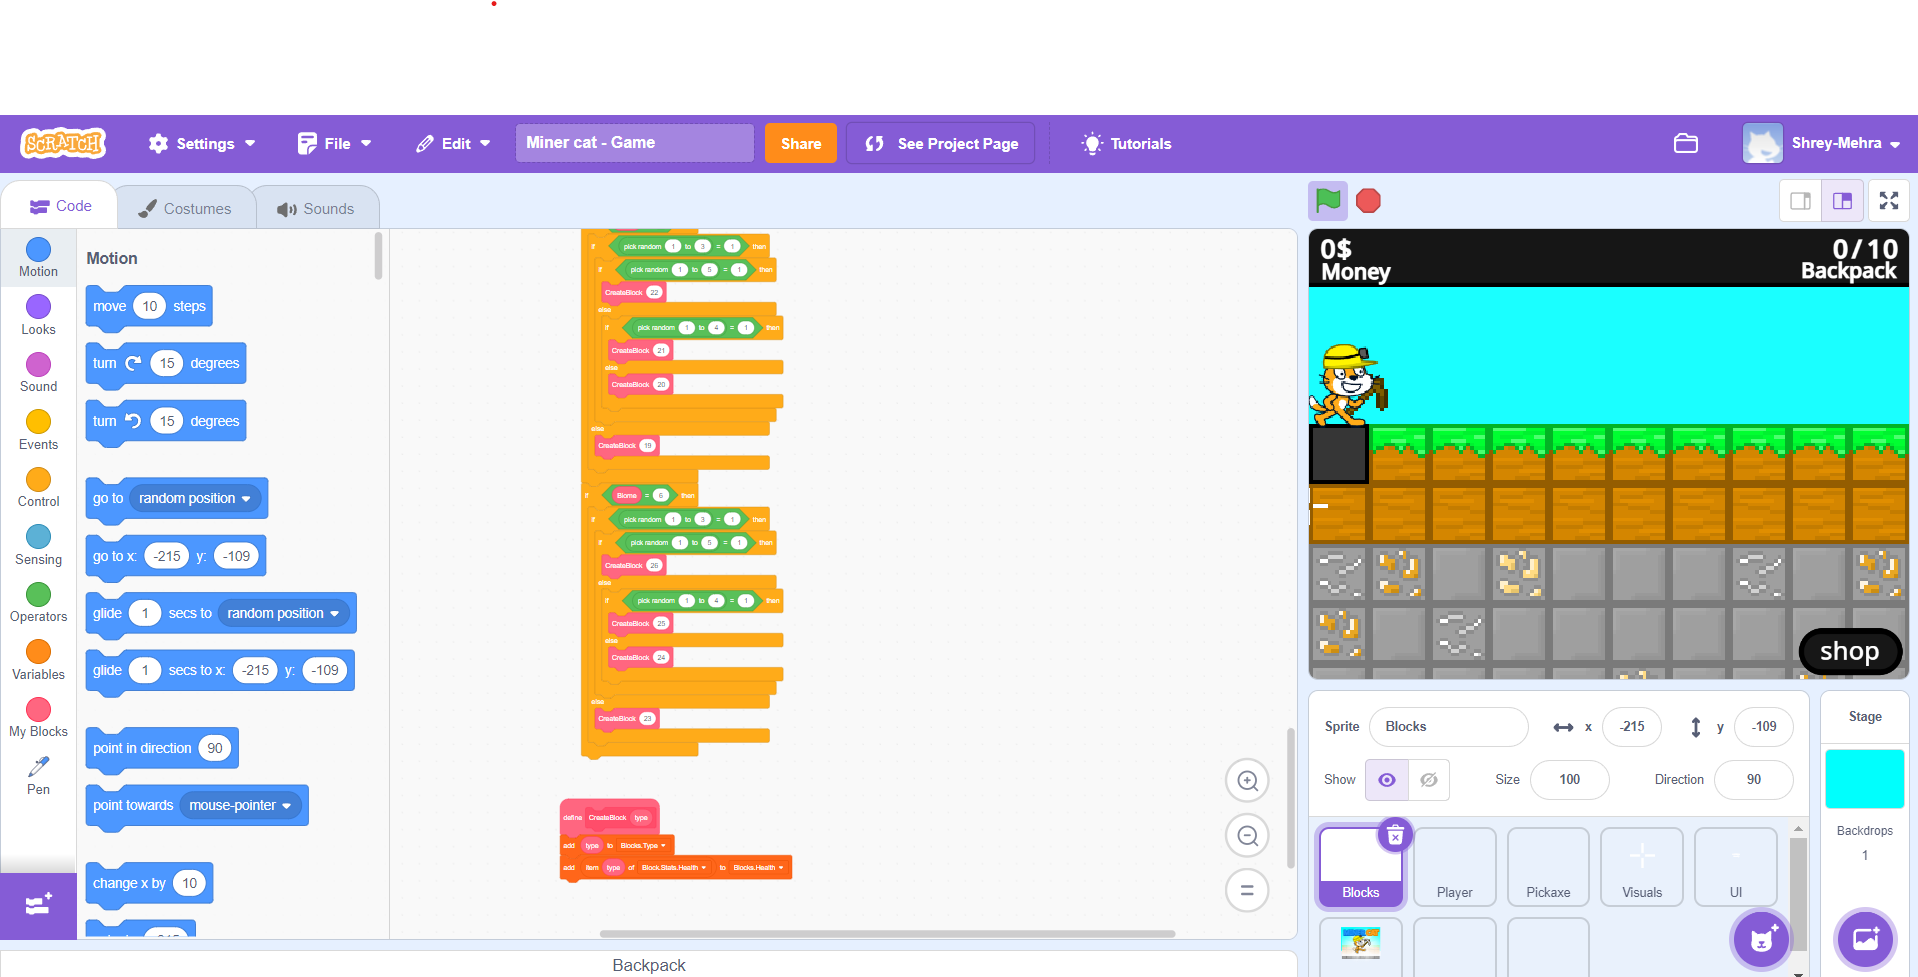 SCRATCH Settings File Edit Miner cat - Game Share See Project Page Tutorials Shrey-Mehra
Code Costumes Sounds
Motion
Looks
Sound
Events
Control
Sensing
Operators
Variables
My Blocks
Pen
Motion
move 10 steps
turn 15 degrees
turn 15 degrees
go to random position
go to x: -215 y: -109
glide 1 secs to random position
glide 1 secs to x: -215 y: -109
point in direction 90
point towards mouse-pointer
change x by 10
if pick random 1 to 3 = 1 then
if pick random 1 to 5 = 1 then
CreateBlock 22
else
if pick random 1 to 4 = 1 then
CreateBlock 21
else
CreateBlock 20
else
CreateBlock 19
if Biome = 6 then
if pick random 1 to 3 = 1 then
if pick random 1 to 5 = 1 then
CreateBlock 26
else
if pick random 1 to 4 = 1 then
CreateBlock 25
else
CreateBlock 24
else
CreateBlock 23
define CreateBlock type
add type to Blocks.Type
add item type of Block.Stats.Health to Blocks.Health
Backpack
0$
Money
0/10
Backpack
shop
Sprite Blocks x -215 y -109
Show Size 100 Direction 90
Blocks
Player
Pickaxe
Visuals
UI
Stage
Backdrops
1